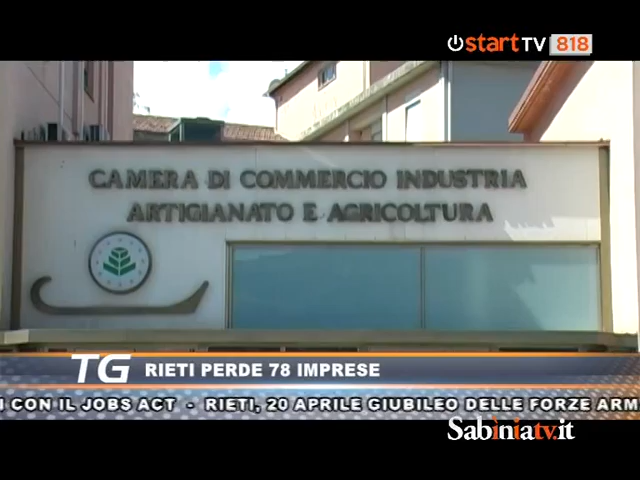 startTV 818
CAMERA DI COMMERCIO INDUSTRIA
ARTIGIANATO E AGRICOLTURA
TG RIETI PERDE 78 IMPRESE
CON IL JOBS ACT - RIETI, 20 APRILE GIUBILEO DELLE FORZE ARM
Sabiniatv.it